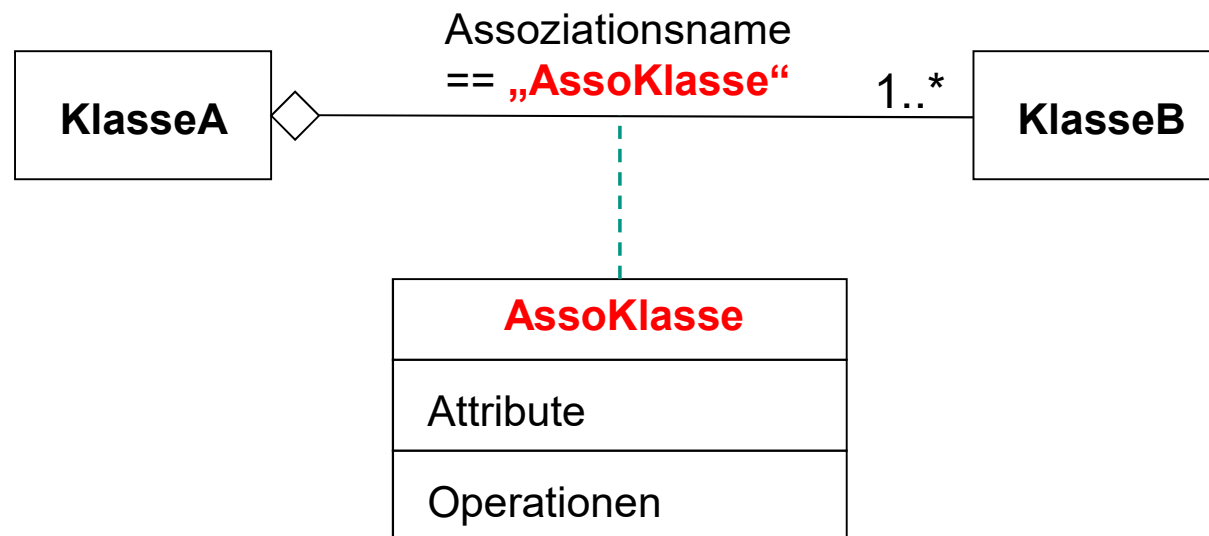 Assoziationsname
== „AssoKlasse“
1..*
KlasseA
KlasseB
AssoKlasse
Attribute
Operationen